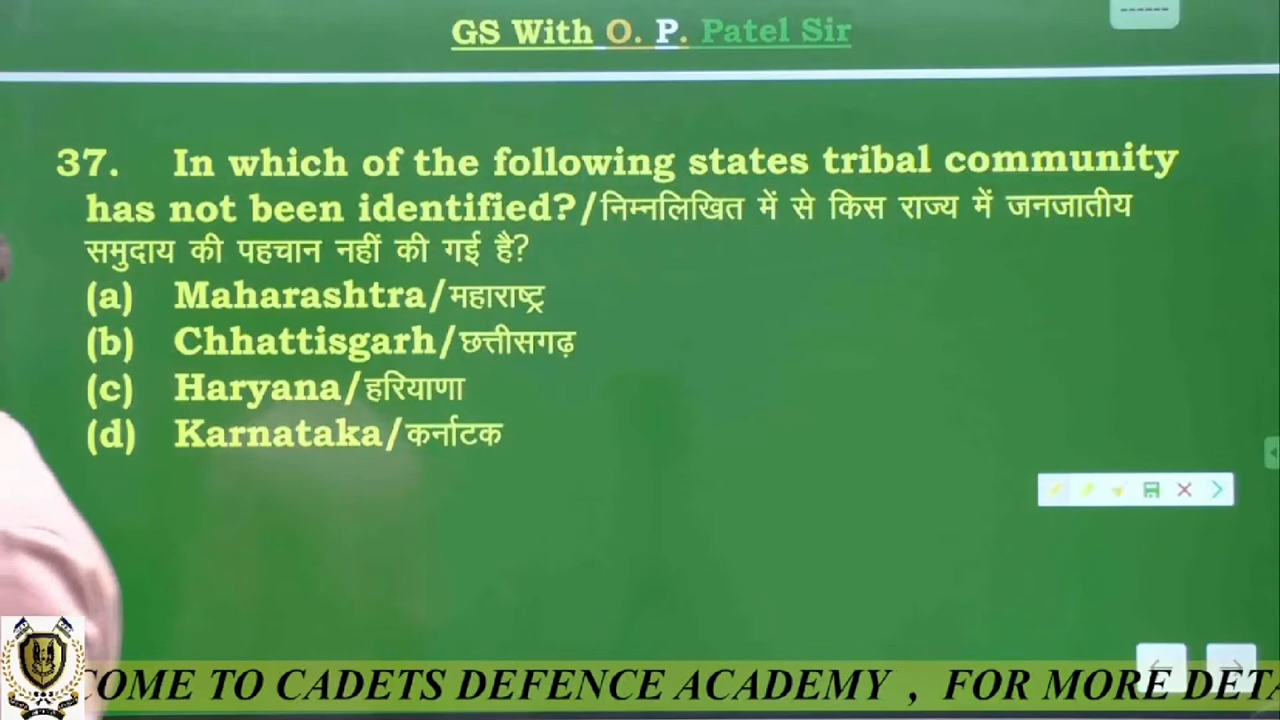 GS With O. P. Patel Sir
37. In which of the following states tribal community
has not been identified?/निम्नलिखित में से किस राज्य में जनजातीय
समुदाय की पहचान नहीं की गई है?
(a) Maharashtra/महाराष्ट्र
(b) Chhattisgarh/छत्तीसगढ़
(c) Haryana/हरियाणा
(d) Karnataka/कर्नाटक
COME TO CADETS DEFENCE ACADEMY , FOR MORE DETA